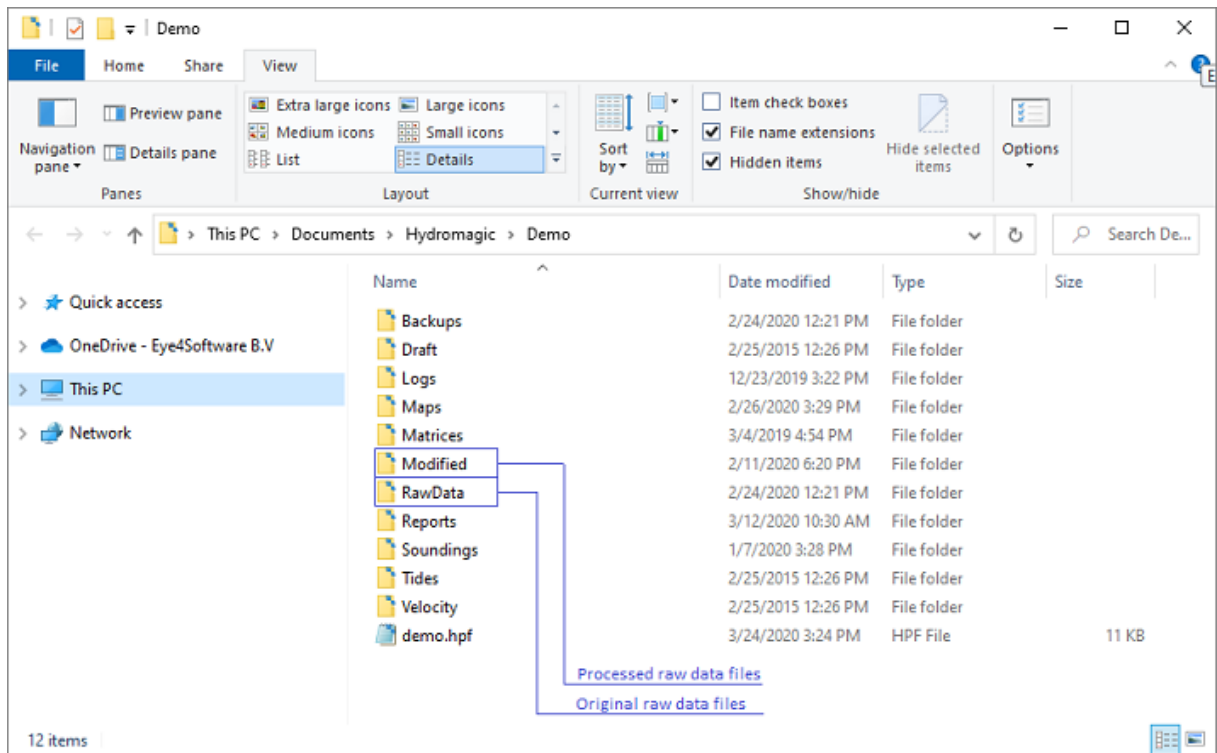 Demo
File Home Share View
E
Preview pane
Details pane
Navigation pane
Panes
Extra large icons Large icons
Medium icons Small icons
List Details
Layout
Sort by
Current view
Item check boxes
File name extensions
Hidden items
Hide selected items
Show/hide
Options
This PC > Documents > Hydromagic > Demo
Search De...
Quick access
OneDrive - Eye4Software B.V
This PC
Network
Name Date modified Type Size
Backups 2/24/2020 12:21 PM File folder
Draft 2/25/2015 12:26 PM File folder
Logs 12/23/2019 3:22 PM File folder
Maps 2/26/2020 3:29 PM File folder
Matrices 3/4/2019 4:54 PM File folder
Modified 2/11/2020 6:20 PM File folder
RawData 2/24/2020 12:21 PM File folder
Reports 3/12/2020 10:30 AM File folder
Soundings 1/7/2020 3:28 PM File folder
Tides 2/25/2015 12:26 PM File folder
Velocity 2/25/2015 12:26 PM File folder
demo.hpf 3/24/2020 3:24 PM HPF File 11 KB
Processed raw data files
Original raw data files
12 items